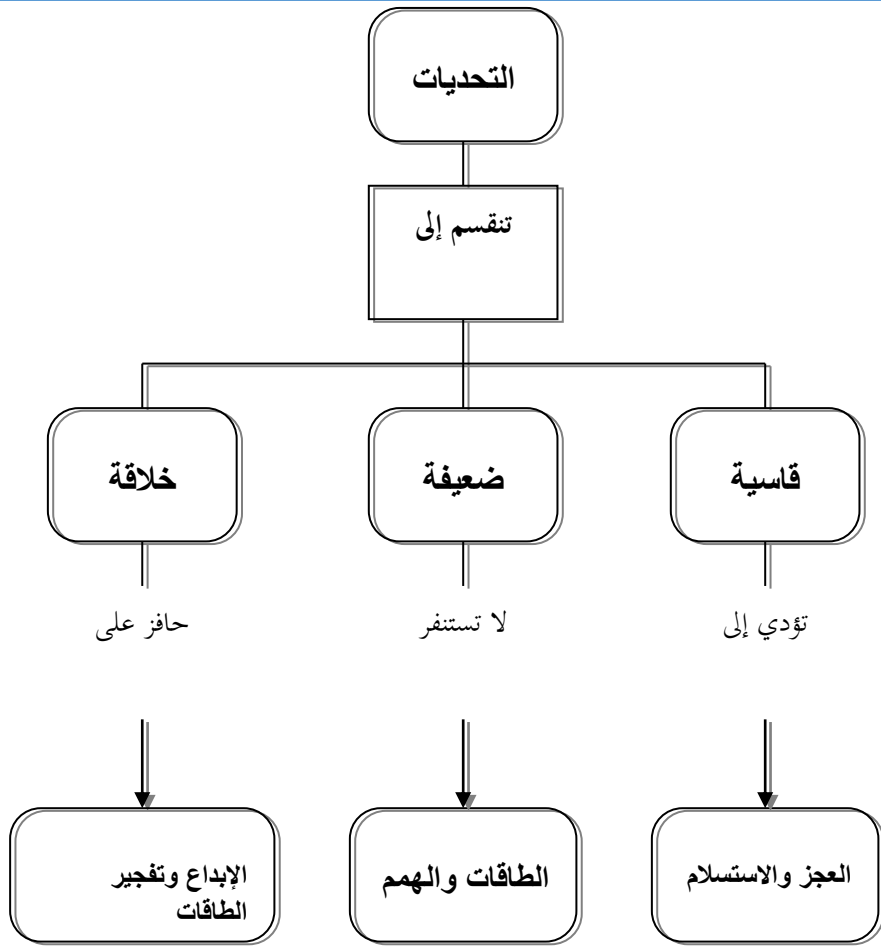 التحديات
تنقسم إلى
قاسية
ضعيفة
خلاقة
تؤدي إلى
لا تستنفر
حافز على
العجز والاستسلام
الطاقات والهمم
الإبداع وتفجير
الطاقات